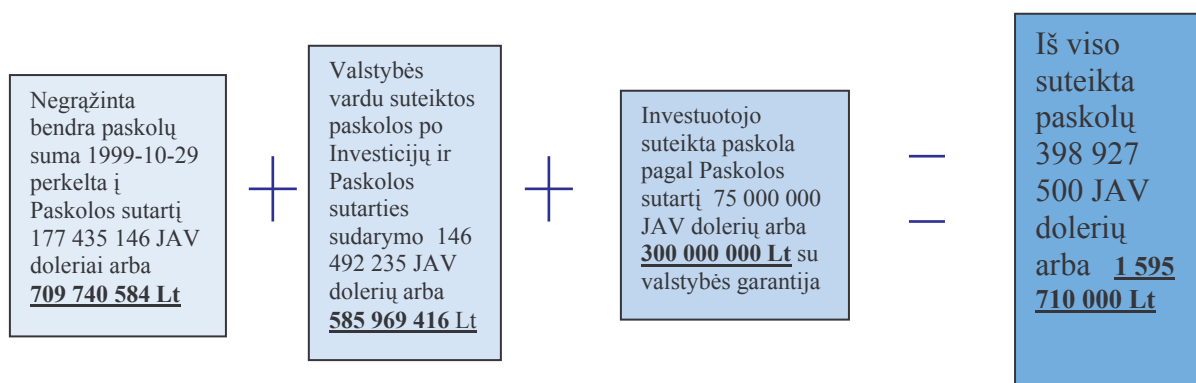 Negrąžinta
bendra paskolų
suma 1999-10-29
perkelta į
Paskolos sutartį
177 435 146 JAV
doleriai arba
709 740 584 Lt
+
Valstybės
vardu suteiktos
paskolos po
Investicijų ir
Paskolos
sutarties
sudarymo 146
492 235 JAV
dolerių arba
585 969 416 Lt
+
Investuotojo
suteikta paskola
pagal Paskolos
sutartį 75 000 000
JAV dolerių arba
300 000 000 Lt su
valstybės garantija
=
Iš viso
suteikta
paskolų
398 927
500 JAV
dolerių
arba 1 595
710 000 Lt